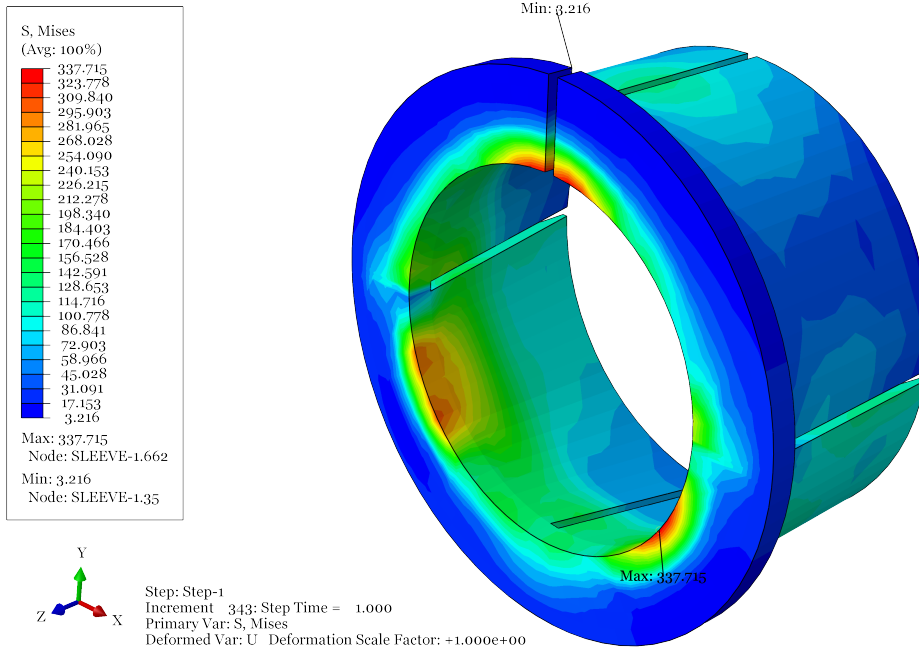 Min: 3.216
S, Mises
(Avg: 100%)
337.715
323.778
309.840
295.903
281.965
268.028
254.090
240.153
226.215
212.278
198.340
184.403
170.466
156.528
142.591
128.653
114.716
100.778
86.841
72.903
58.966
45.028
31.091
17.153
3.216
Max: 337.715
Node: SLEEVE-1.662
Min: 3.216
Node: SLEEVE-1.35
Max: 337.715
Y
Z
X
Step: Step-1
Increment 343: Step Time = 1.000
Primary Var: S, Mises
Deformed Var: U Deformation Scale Factor: +1.000e+00